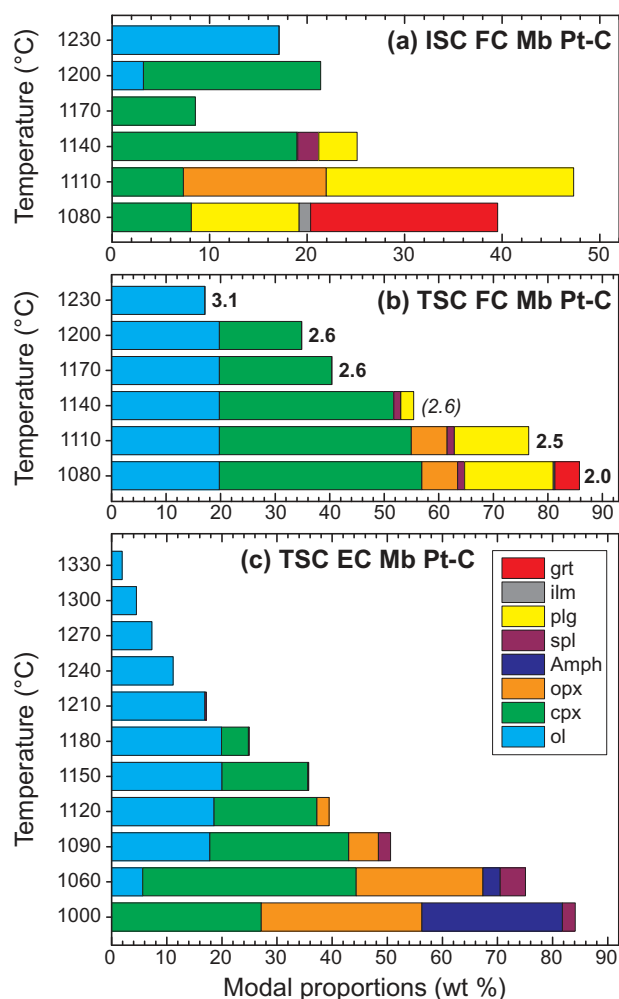 (a) ISC FC Mb Pt-C
Temperature (°C)
1230
1200
1170
1140
1110
1080
0 10 20 30 40 50
(b) TSC FC Mb Pt-C
Temperature (°C)
1230
3.1
1200
2.6
1170
2.6
1140
(2.6)
1110
2.5
1080
2.0
0 10 20 30 40 50 60 70 80 90
(c) TSC EC Mb Pt-C
Temperature (°C)
1330
1300
1270
1240
1210
1180
1150
1120
1090
1060
1000
grt
ilm
plg
spl
Amph
opx
cpx
ol
0 10 20 30 40 50 60 70 80 90
Modal proportions (wt %)